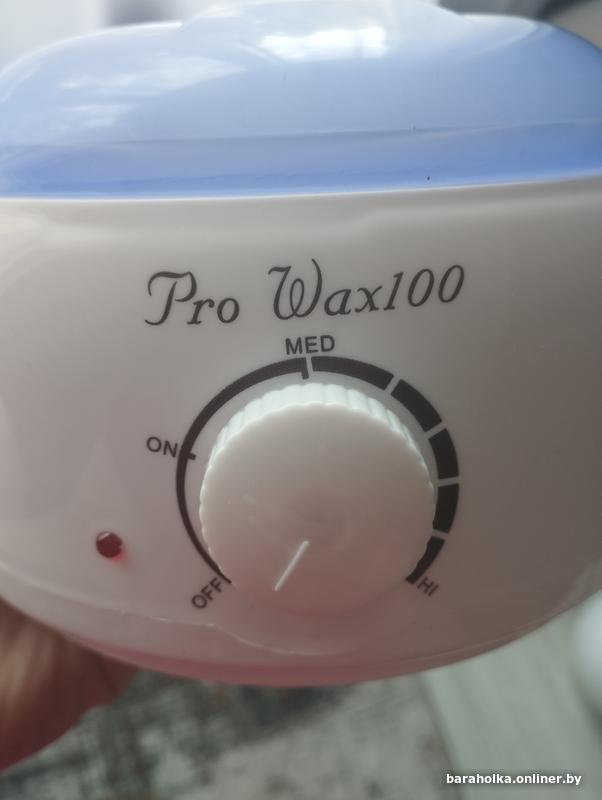 Pro Wax100
MED
ON
OFF
HI
baraholka.onliner.by